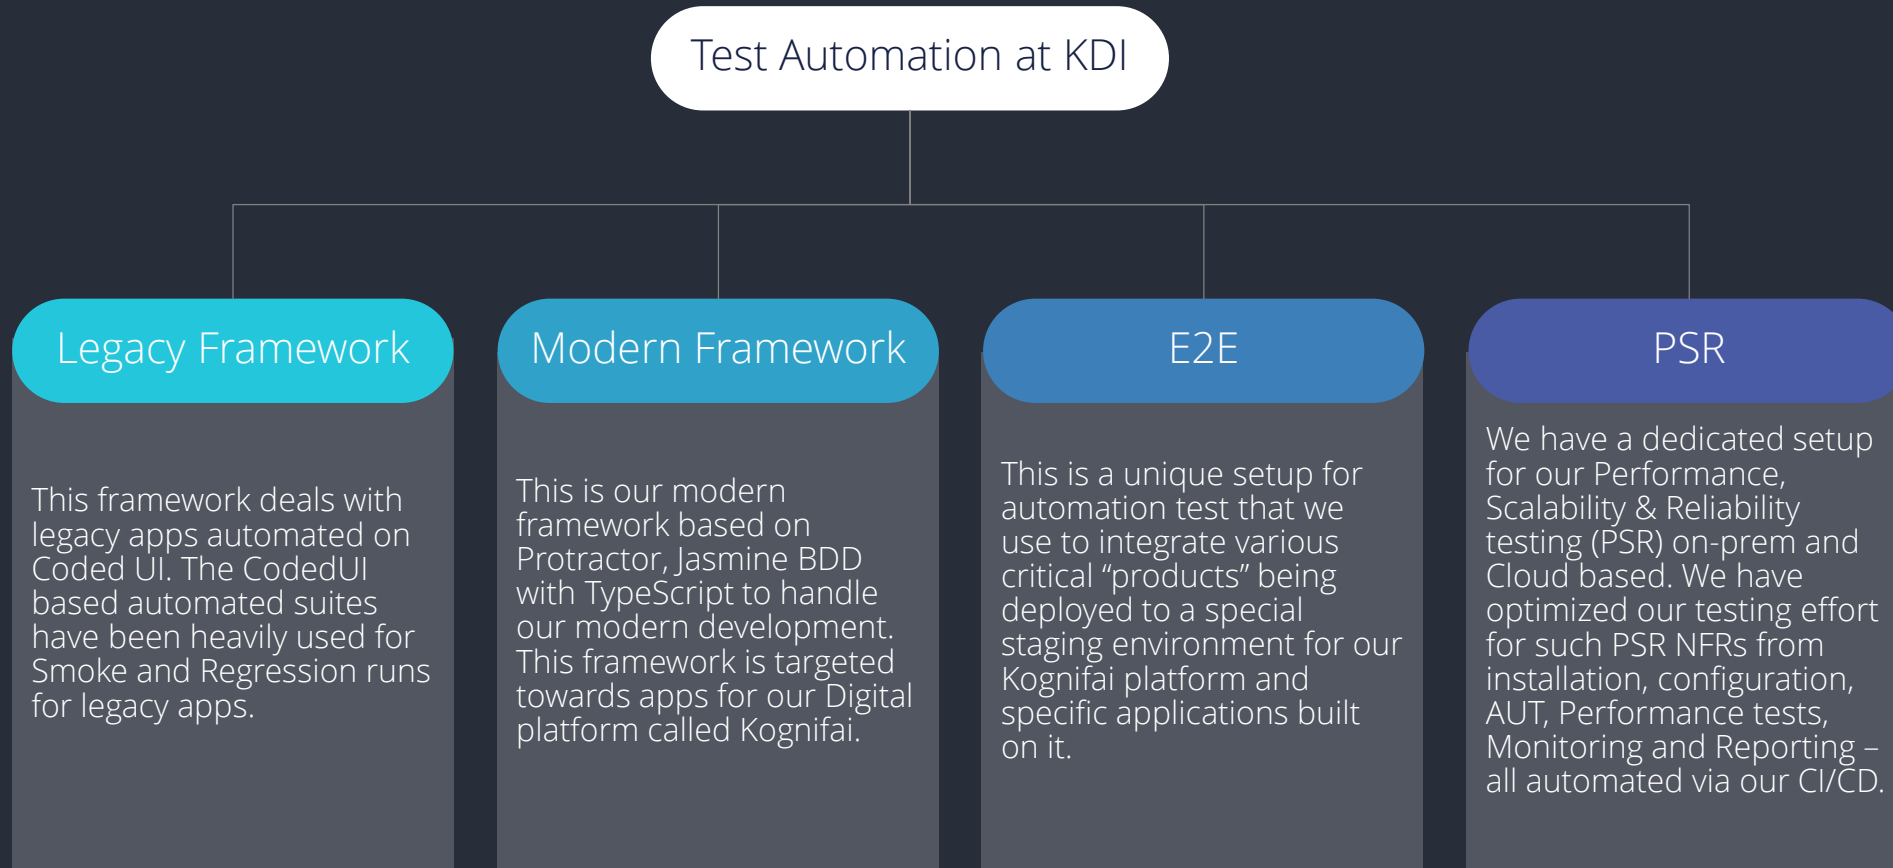 Test Automation at KDI
Legacy Framework
This framework deals with
legacy apps automated on
Coded UI. The CodedUI
based automated suites
have been heavily used for
Smoke and Regression runs
for legacy apps.
Modern Framework
This is our modern
framework based on
Protractor, Jasmine BDD
with TypeScript to handle
our modern development.
This framework is targeted
towards apps for our Digital
platform called Kognifai.
E2E
This is a unique setup for
automation test that we
use to integrate various
critical “products” being
deployed to a special
staging environment for our
Kognifai platform and
specific applications built
on it.
PSR
We have a dedicated setup
for our Performance,
Scalability & Reliability
testing (PSR) on-prem and
Cloud based. We have
optimized our testing effort
for such PSR NFRs from
installation, configuration,
AUT, Performance tests,
Monitoring and Reporting –
all automated via our CI/CD.